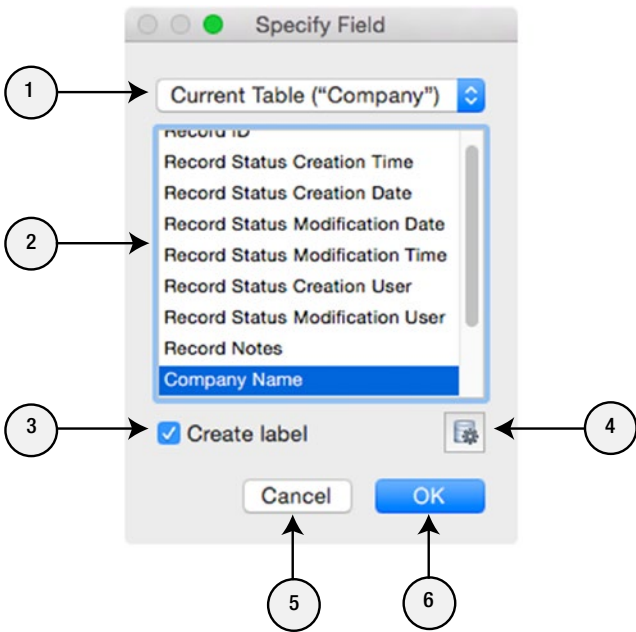 Specify Field
1
Current Table (“Company”)
Record ID
Record Status Creation Time
Record Status Creation Date
Record Status Modification Date
2
Record Status Modification Time
Record Status Creation User
Record Status Modification User
Record Notes
Company Name
3
Create label
4
Cancel
OK
5
6